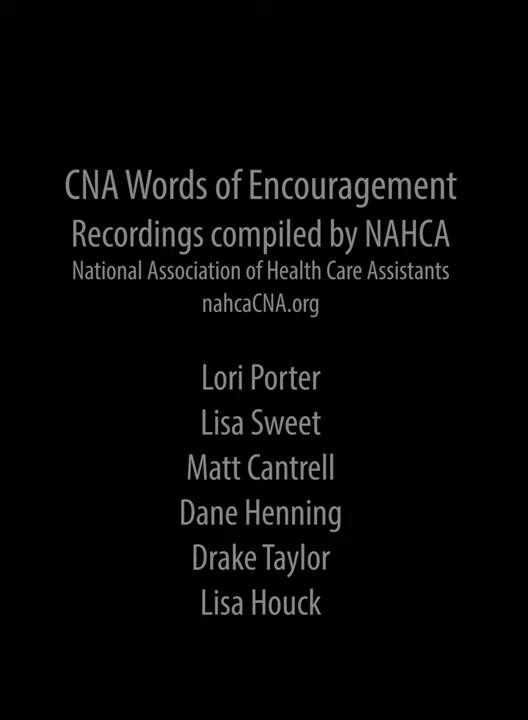 CNA Words of Encouragement
Recordings compiled by NAHCA
National Association of Health Care Assistants
nahcaCNA.org
Lori Porter
Lisa Sweet
Matt Cantrell
Dane Henning
Drake Taylor
Lisa Houck